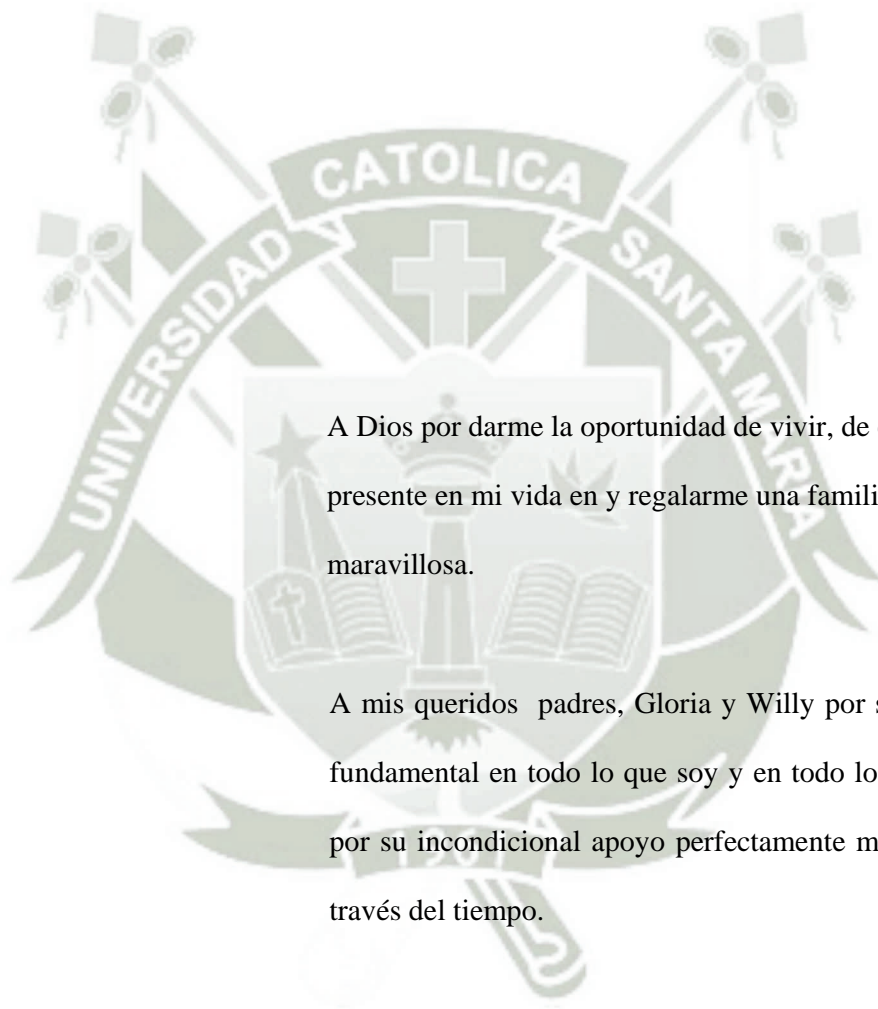 CATOLICA
UNIVERSIDAD
SANTA MARIA
A Dios por darme la oportunidad de vivir, de
presente en mi vida en y regalarme una famili
maravillosa.
A mis queridos padres, Gloria y Willy por s
fundamental en todo lo que soy y en todo lo
por su incondicional apoyo perfectamente m
través del tiempo.
1961